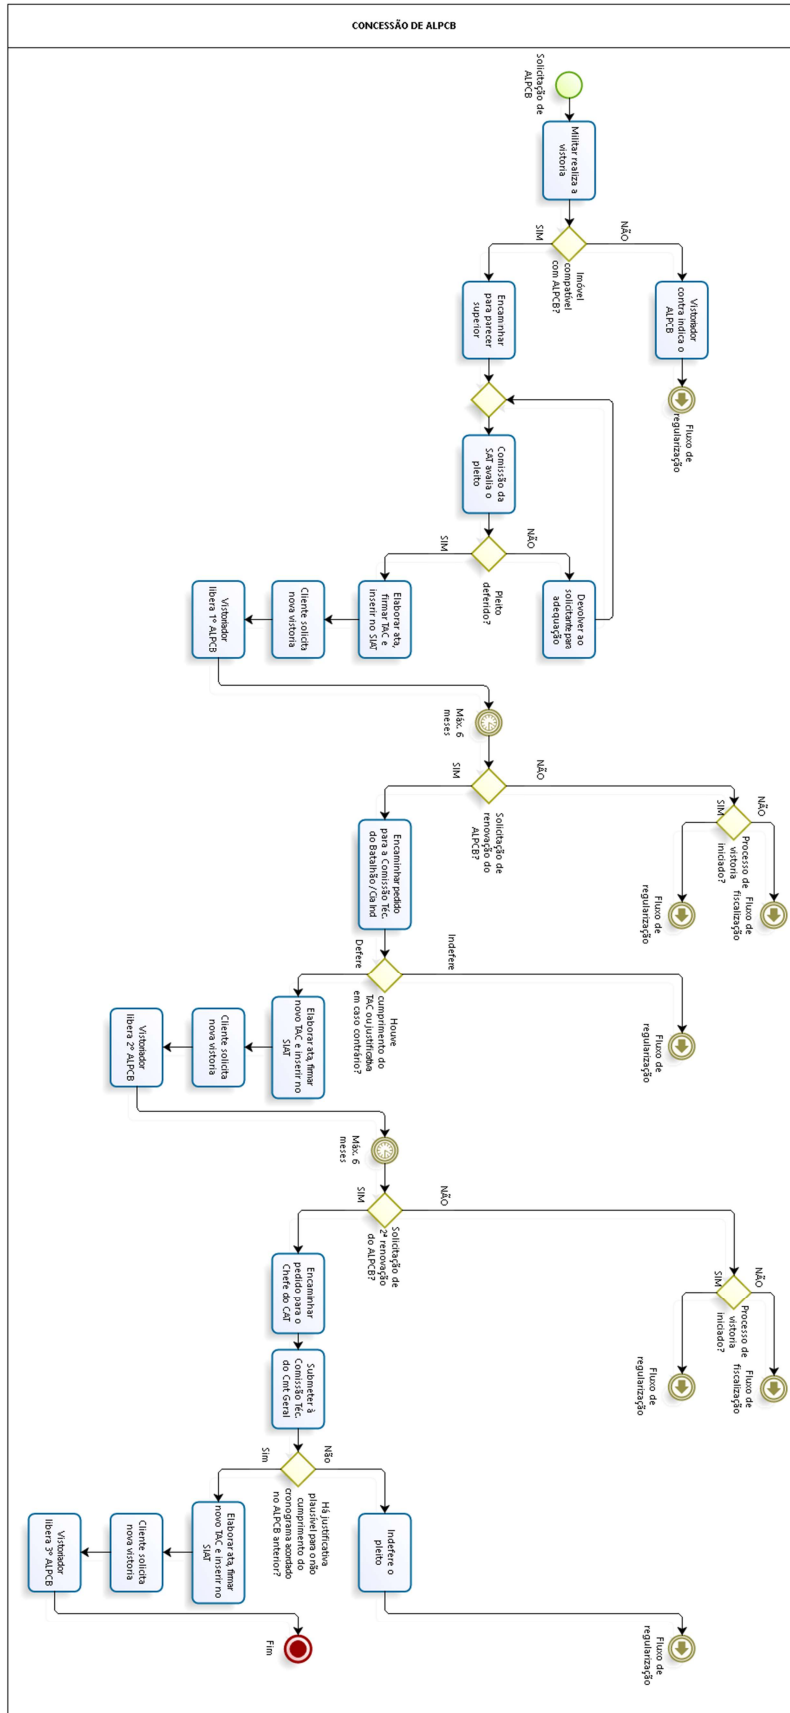 CONCESSÃO DE ALPCB
Solicitação de
ALPCB
Militar realiza a
vistoria
NÃO
SIM
Imóvel
compatível
com ALPCB?
Vistoriador
contra indica o
ALPCB
Fluxo de
regularização
Encaminhar
para parecer
superior
Comissão da
SAT avalia o
pleito
NÃO
SIM
Pleito
deferido?
Devolver ao
solicitante para
adequação
Elaborar ata,
firmar TAC e
inserir no SIAT
Cliente solicita
nova vistoria
Vistoriador
libera 1º ALPCB
Máx. 6
meses
NÃO
SIM
Solicitação de
renovação do
ALPCB?
NÃO
SIM
Processo de
vistoria
iniciado?
Fluxo de
fiscalização
Fluxo de
regularização
Encaminhar pedido
para a Comissão Téc.
do Batalhão / Cia Ind
Indefere
Defere
Houve
cumprimento do
TAC ou justificativa
em caso contrário?
Fluxo de
regularização
Elaborar ata, firmar
novo TAC e inserir no
SIAT
Cliente solicita
nova vistoria
Vistoriador
libera 2º ALPCB
Máx. 6
meses
NÃO
SIM
Solicitação de
2ª renovação
do ALPCB?
NÃO
SIM
Processo de
vistoria
iniciado?
Fluxo de
fiscalização
Fluxo de
regularização
Encaminhar
pedido para o
Chefe do CAT
Submeter à
Comissão Téc.
do Cmt Geral
Não
Sim
Há justificativa
plausível para o não
cumprimento do
cronograma acordado
no ALPCB anterior?
Indefere o
pleito
Fluxo de
regularização
Elaborar ata, firmar
novo TAC e inserir no
SIAT
Cliente solicita
nova vistoria
Vistoriador
libera 3º ALPCB
Fim